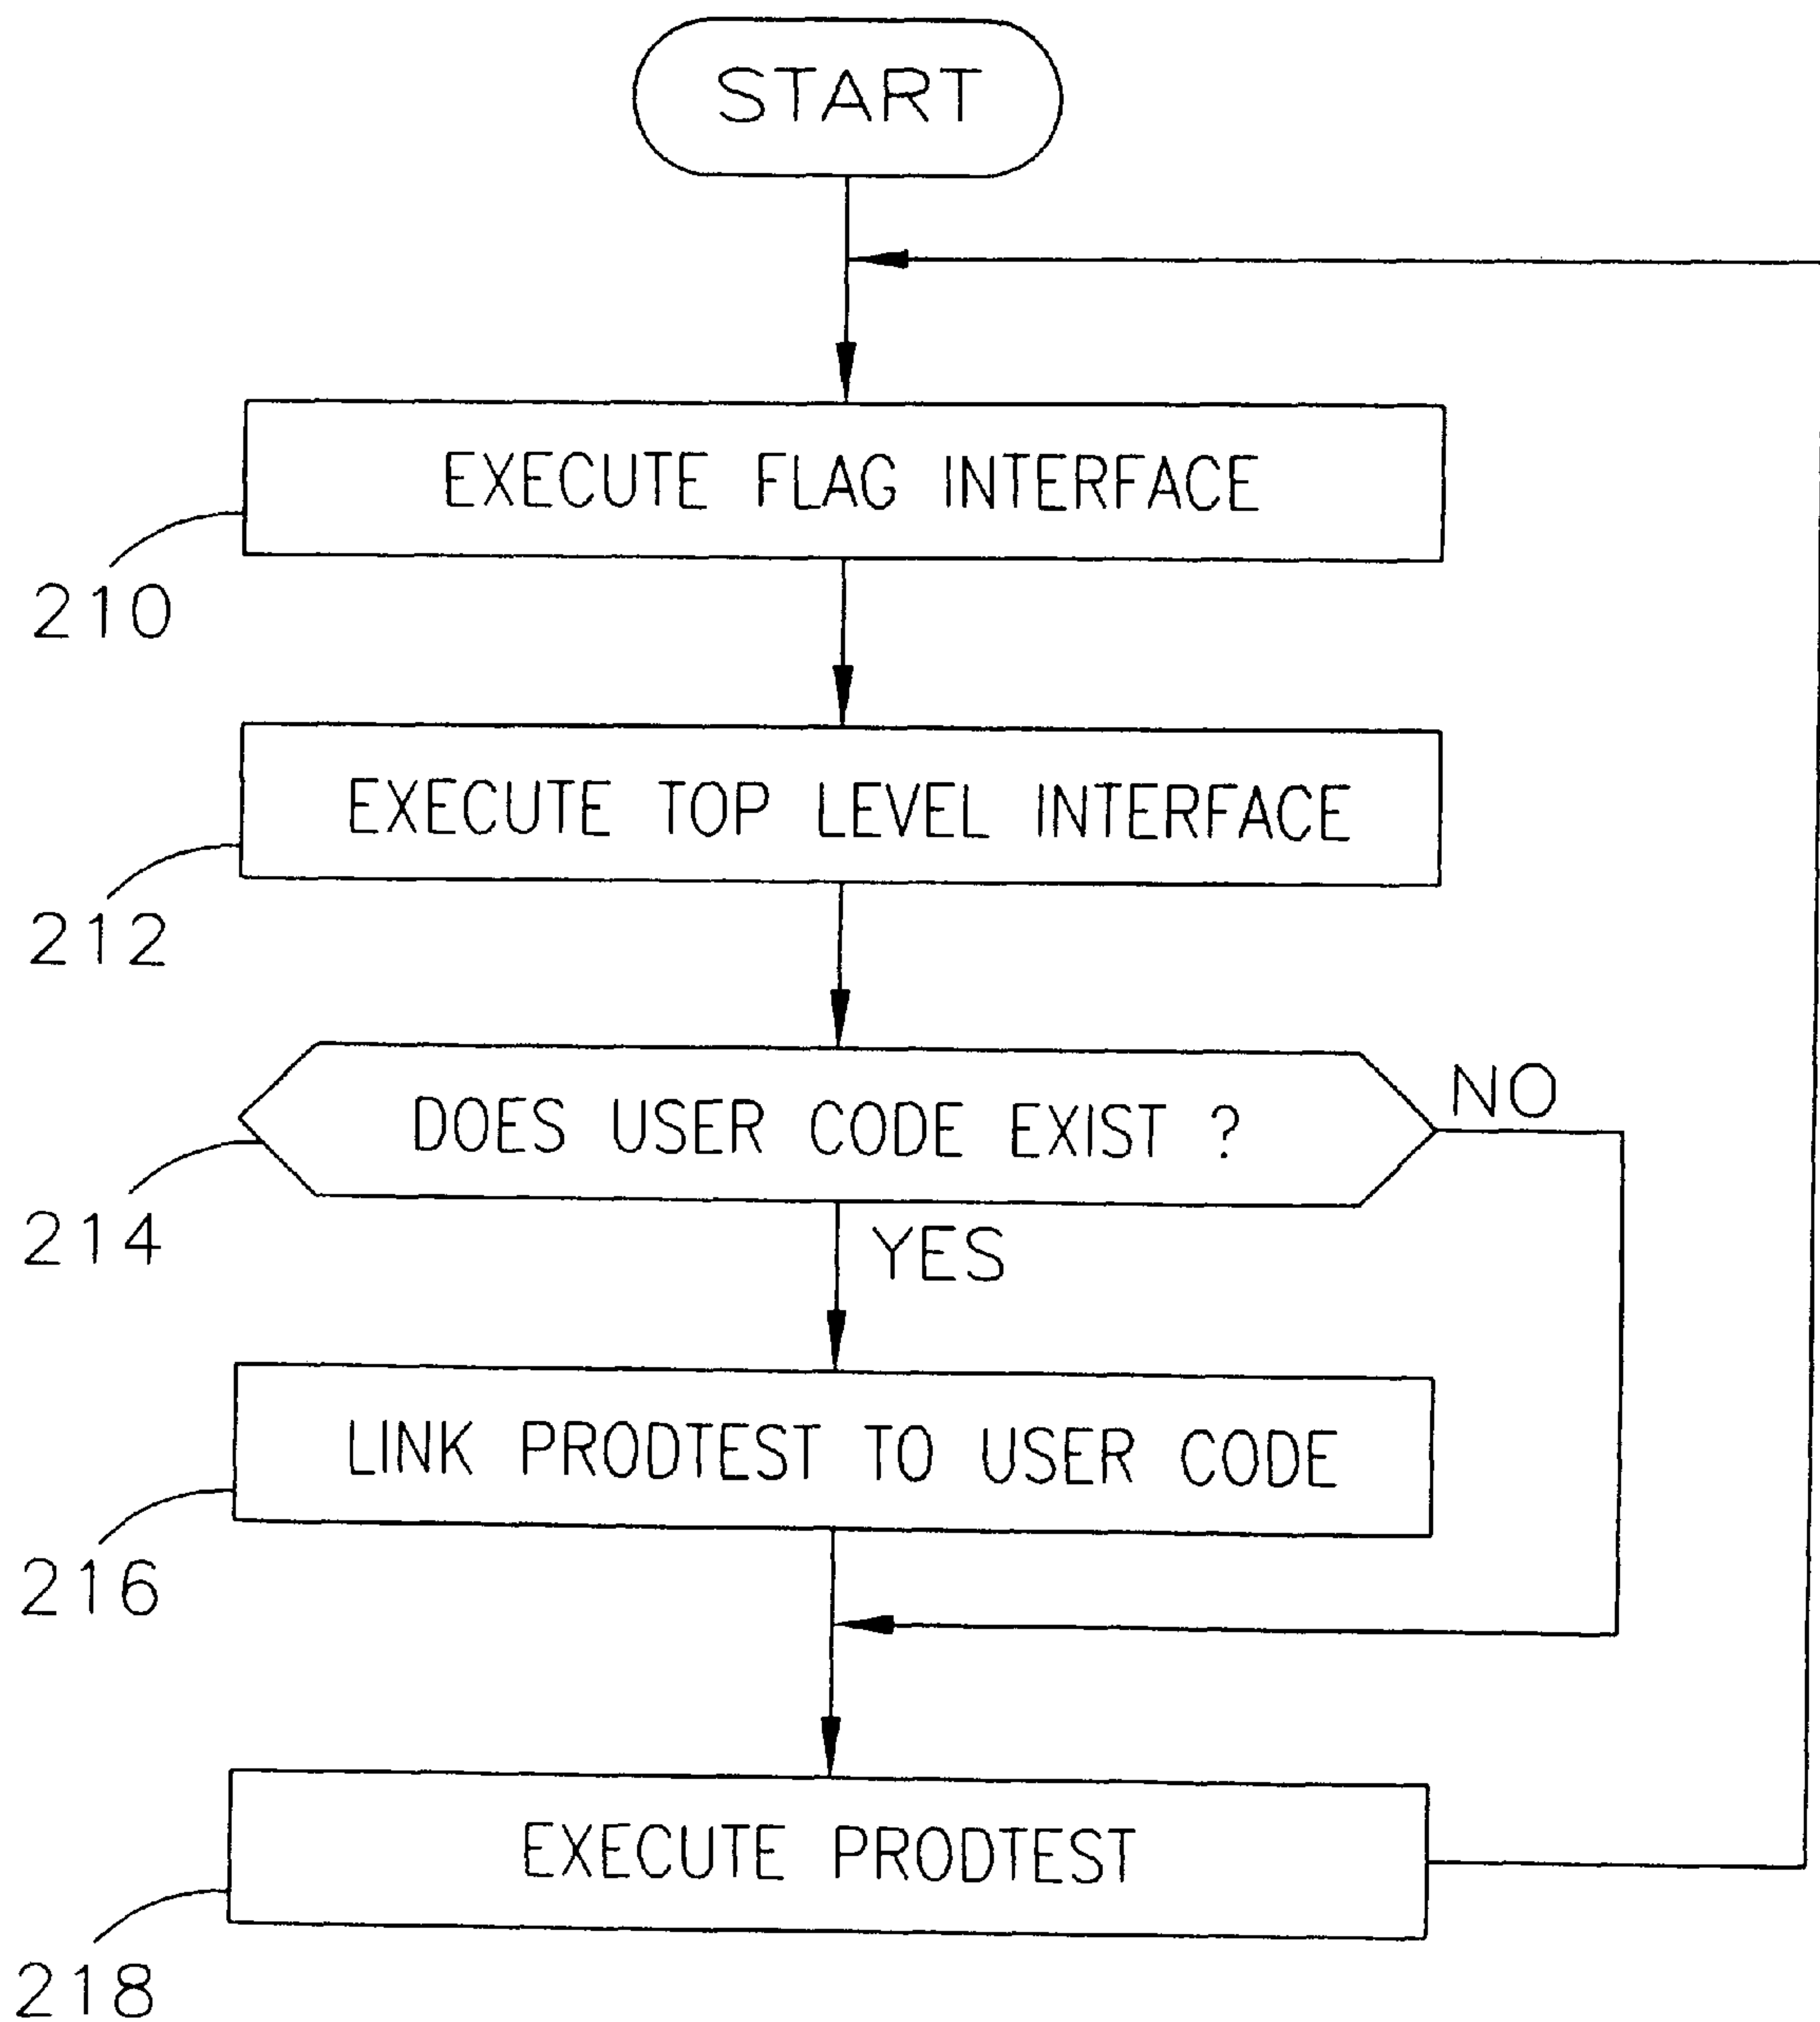 START
EXECUTE FLAG INTERFACE
210
EXECUTE TOP LEVEL INTERFACE
212
DOES USER CODE EXIST ?
NO
214
YES
LINK PRODTEST TO USER CODE
216
EXECUTE PRODTEST
218